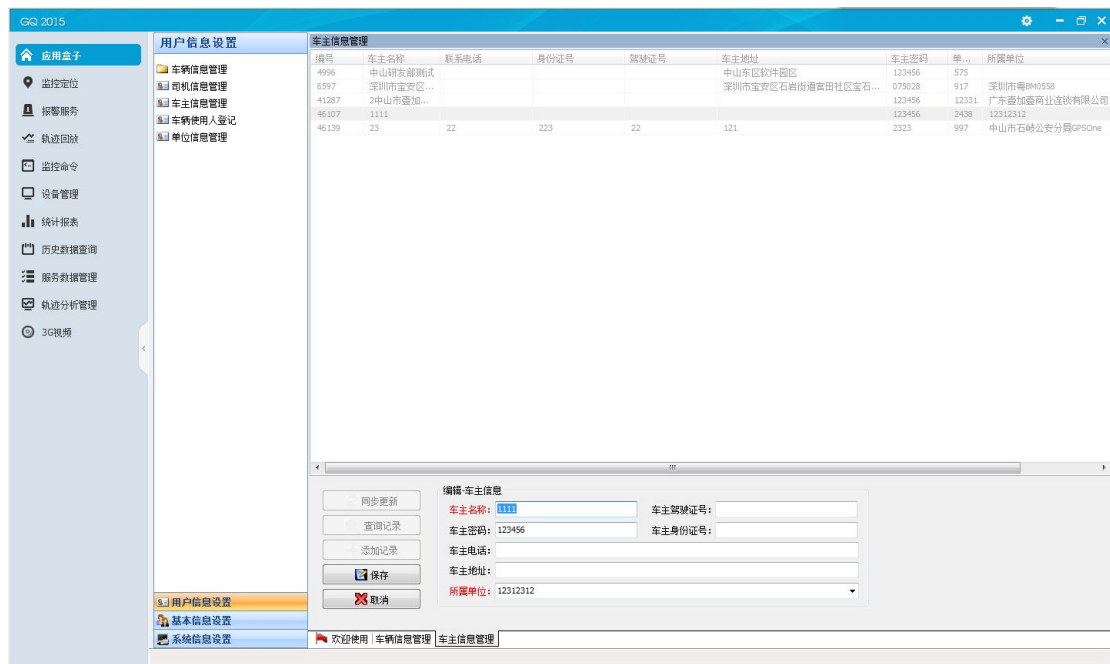 GQ 2015
应用盒子
监控定位
报警服务
轨迹回放
监控命令
设备管理
统计报表
历史数据查询
服务数据管理
轨迹分析管理
3G视频
用户信息设置
车辆信息管理
司机信息管理
车主信息管理
车辆使用人登记
单位信息管理
用户信息设置
基本信息设置
系统信息设置
车主信息管理
编号 车主名称 联系电话 身份证号 驾驶证号 车主地址 车主密码 单... 所属单位
4996 中山研发部测试 中山东区软件园区 123456 575
6597 深圳市宝安区... 深圳市宝安区石岩街道官田社区宝石... 075028 917 深圳市粤BM0558
41287 2中山市壹加... 123456 12331 广东壹加壹商业连锁有限公司
46107 1111 123456 2438 12312312
46139 23 22 223 22 121 2323 997 中山市石岐公安分局GPSOne
同步更新
查询记录
添加记录
保存
取消
编辑-车主信息
车主名称: 1111 车主驾驶证号:
车主密码: 123456 车主身份证号:
车主电话:
车主地址:
所属单位: 12312312
欢迎使用 车辆信息管理 车主信息管理